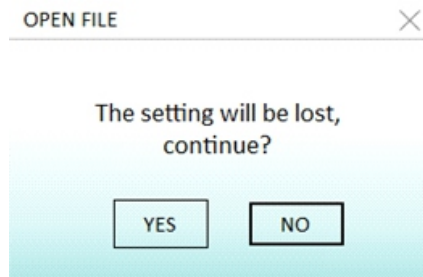 OPEN FILE
The setting will be lost,
continue?
YES
NO